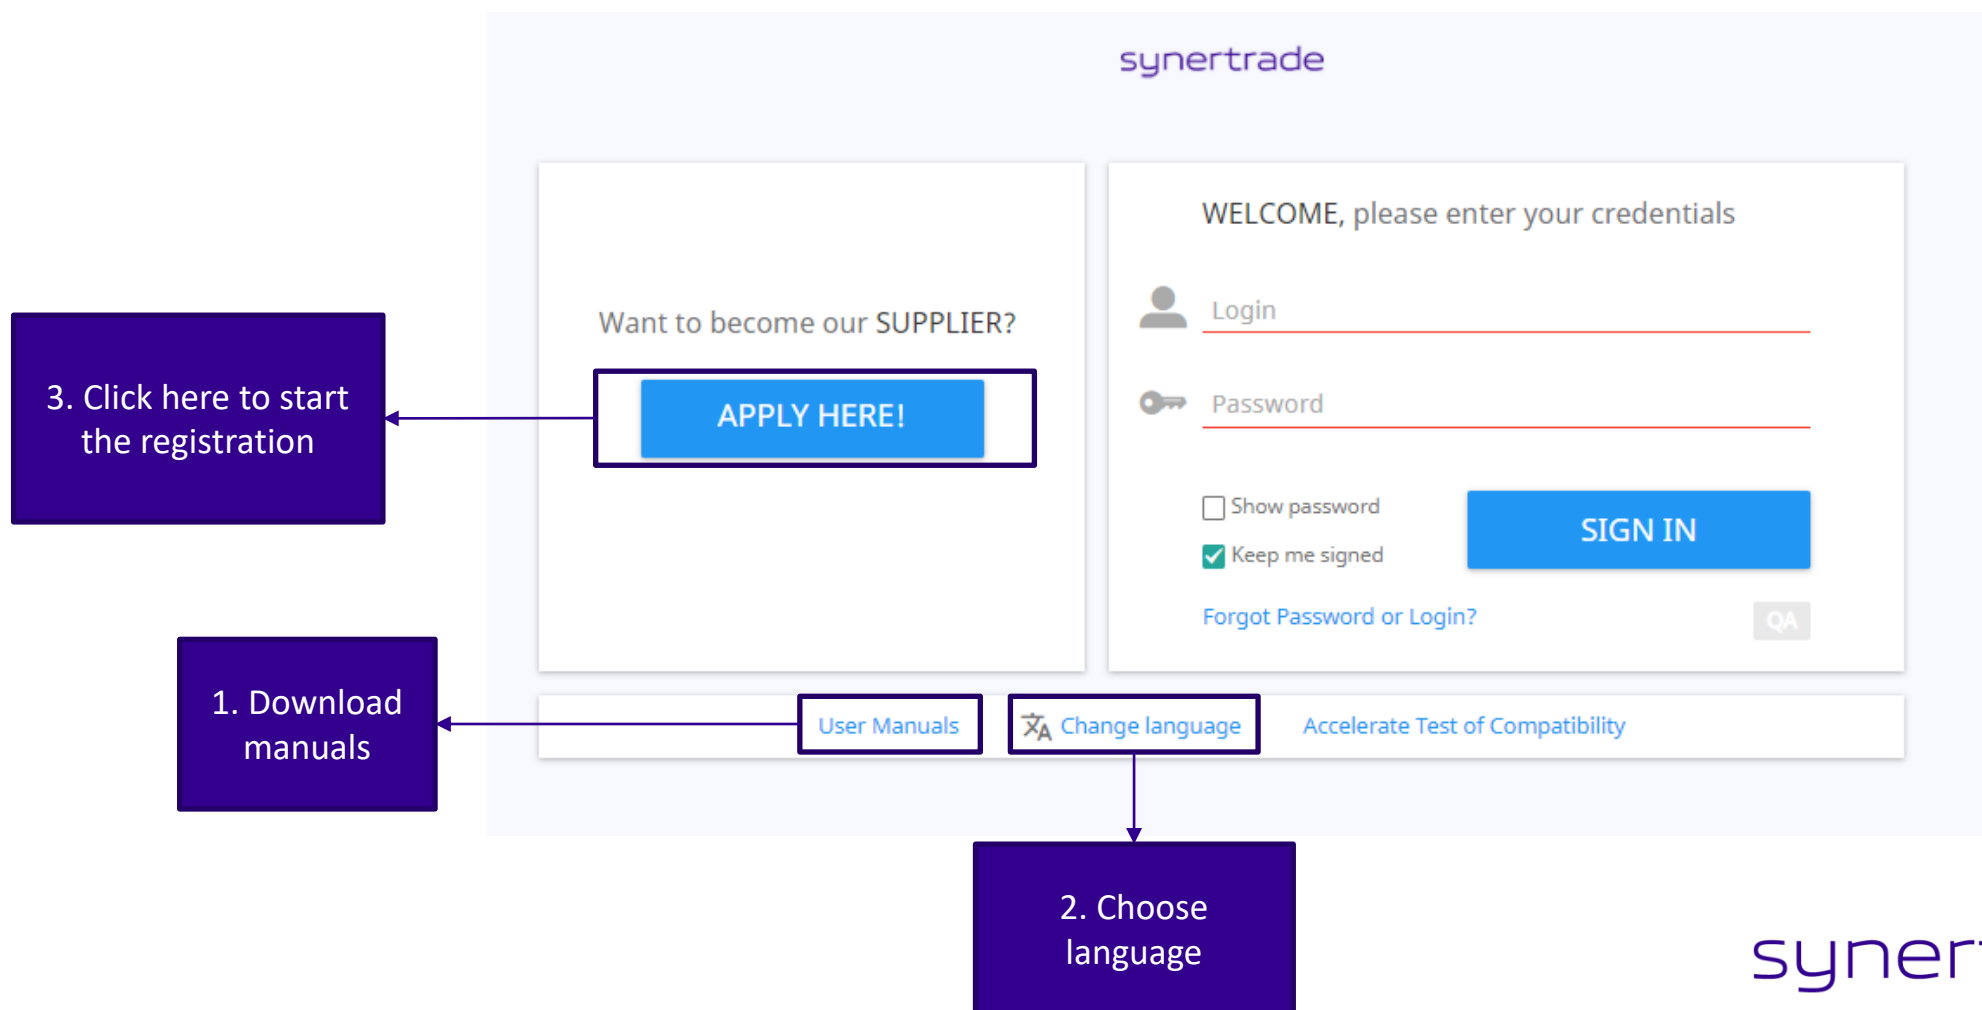 synertrade
Want to become our SUPPLIER?
APPLY HERE!
WELCOME, please enter your credentials
Login
Password
Show password
Keep me signed
SIGN IN
Forgot Password or Login?
QA
3. Click here to start
the registration
1. Download
manuals
User Manuals
Change language
Accelerate Test of Compatibility
2. Choose
language
syner